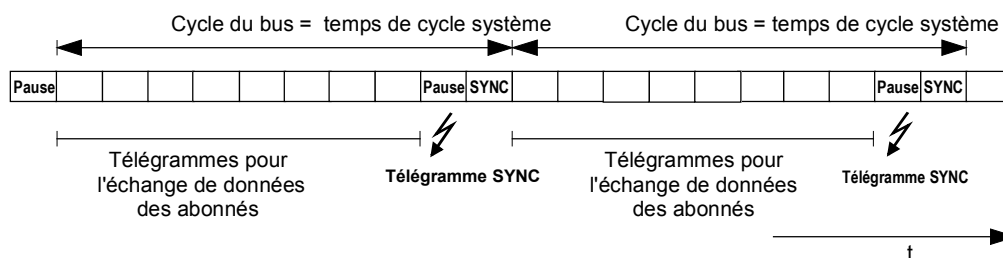 Cycle du bus = temps de cycle système
Cycle du bus = temps de cycle système
Pause
Pause
SYNC
Pause
SYNC
Télégrammes pour
l'échange de données
des abonnés
Télégramme SYNC
Télégrammes pour
l'échange de données
des abonnés
Télégramme SYNC
t